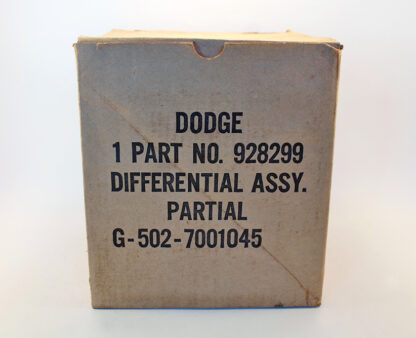 DODGE
1 PART NO. 928299
DIFFERENTIAL ASSY.
PARTIAL
G-502-7001045